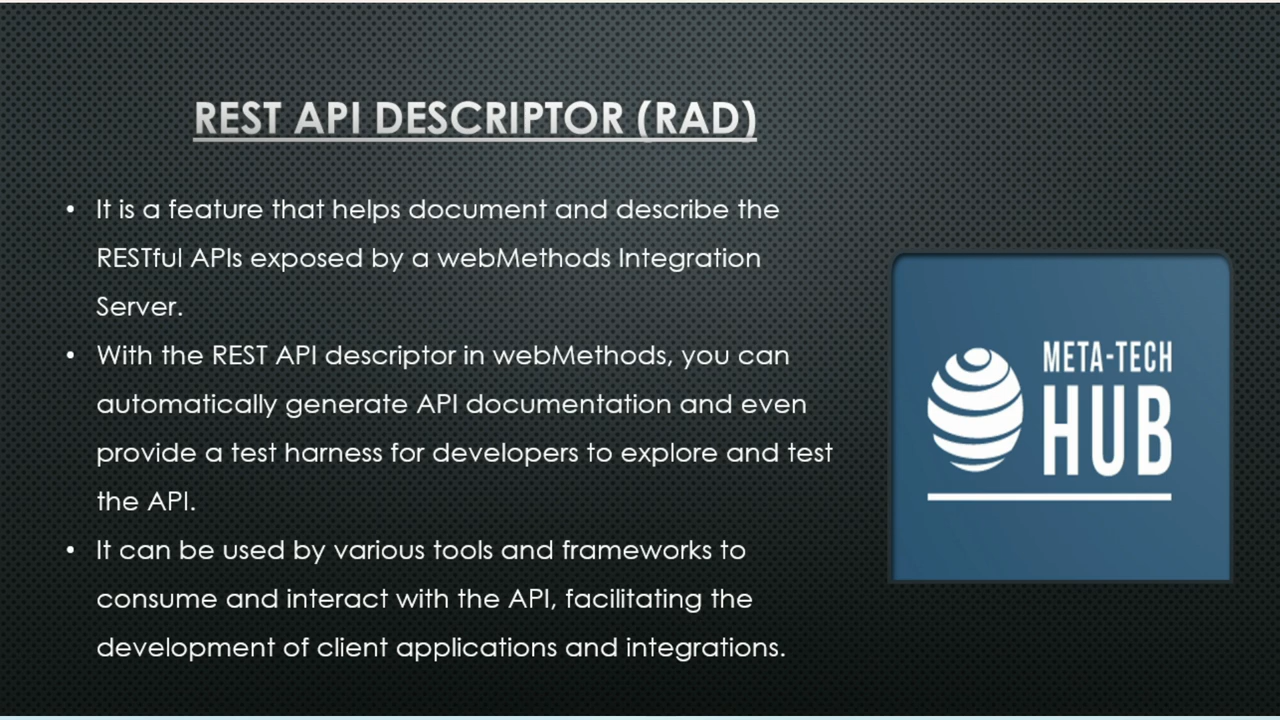 REST API DESCRIPTOR (RAD)
• It is a feature that helps document and describe the
RESTful APIs exposed by a webMethods Integration
Server.
• With the REST API descriptor in webMethods, you can
automatically generate API documentation and even
provide a test harness for developers to explore and test
the API.
• It can be used by various tools and frameworks to
consume and interact with the API, facilitating the
development of client applications and integrations.
META-TECH
HUB